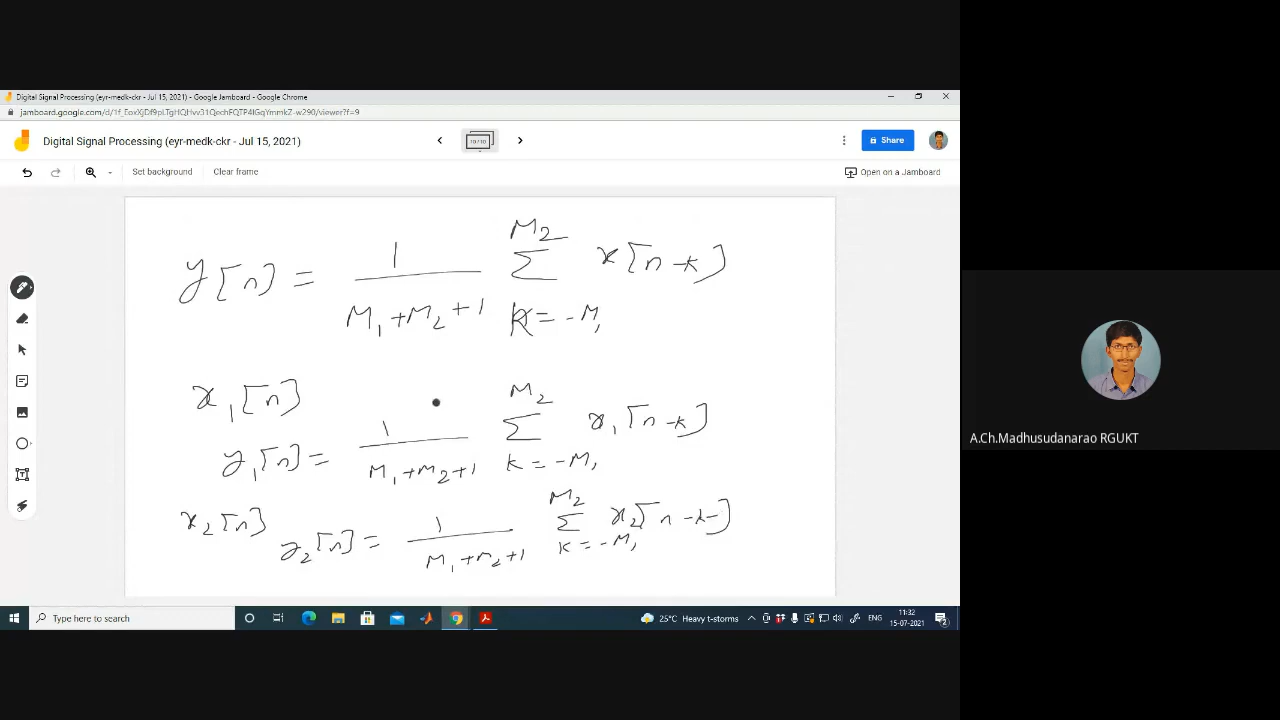 Digital Signal Processing (eyr-medk-ckr - Jul 15, 2021) - Google Jamboard - Google Chrome
Digital Signal Processing (eyr-medk-ckr - Jul 15, 2021)
10 / 10
Share
Set background
Clear frame
Open on a Jamboard
y[n] = 1/(M₁+M₂+1) Σ_{k=-M₁}^{M₂} x[n-k]
x₁[n]
y₁[n] = 1/(M₁+M₂+1) Σ_{k=-M₁}^{M₂} x₁[n-k]
x₂[n]
y₂[n] = 1/(M₁+M₂+1) Σ_{k=-M₁}^{M₂} x₂[n-k]
A.Ch.Madhusudanarao RGUKT
Type here to search
25°C Heavy t-storms
ENG
11:32
15-07-2021
2